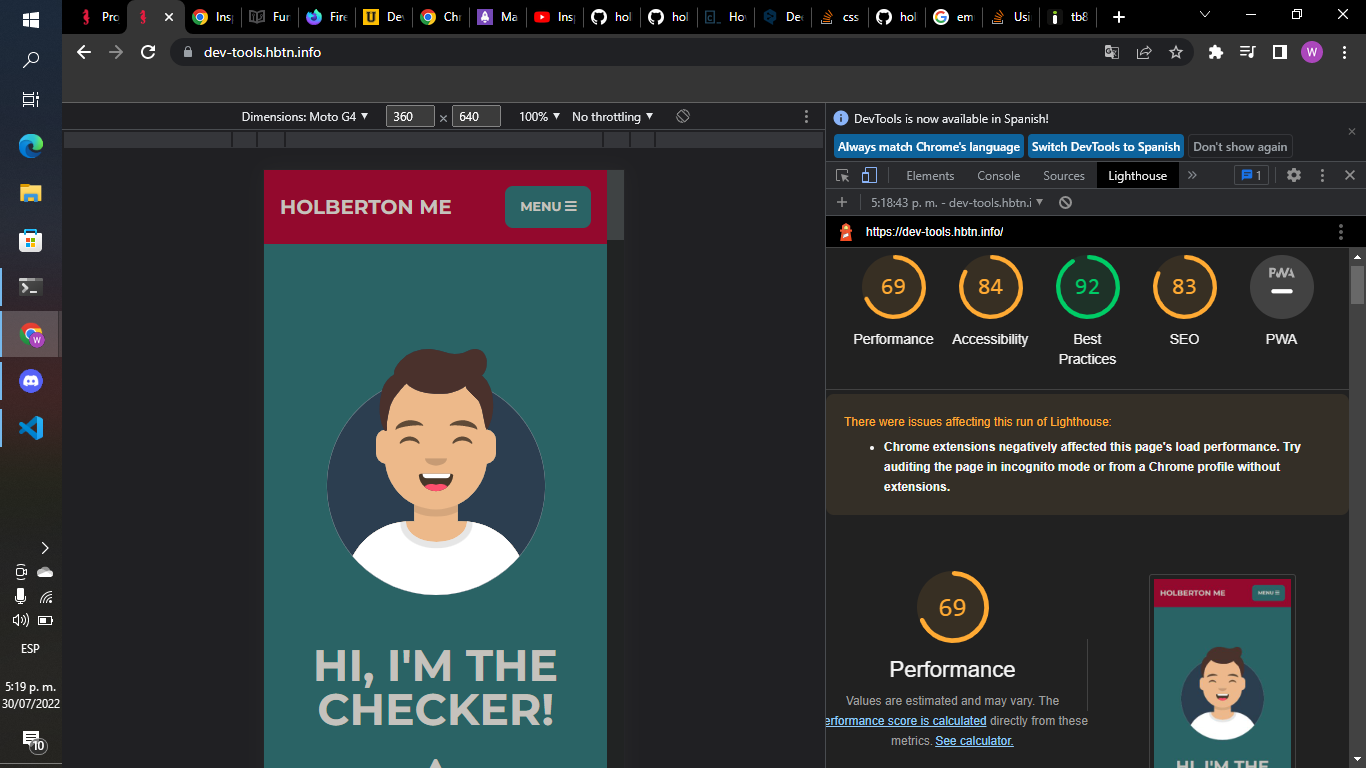 Pro
Insp
Fun
Fire
Dev
Chr
Ma
Insp
hol
hol
Ho
Dec
css
hol
em
Usi
tb8
dev-tools.hbtn.info
W
Dimensions: Moto G4 ▼ 360 × 640 100% ▼ No throttling ▼
DevTools is now available in Spanish!
Always match Chrome's language
Switch DevTools to Spanish
Don't show again
Elements Console Sources Lighthouse » 1
5:18:43 p. m. - dev-tools.hbtn.i ▼
https://dev-tools.hbtn.info/
69 84 92 83 PWA
Performance Accessibility Best Practices SEO PWA
There were issues affecting this run of Lighthouse:
• Chrome extensions negatively affected this page's load performance. Try
auditing the page in incognito mode or from a Chrome profile without
extensions.
69
Performance
Values are estimated and may vary. The
erformance score is calculated directly from these
metrics. See calculator.
HOLBERTON ME MENU
HI, I'M THE
HOLBERTON ME
MENU
HI, I'M THE
CHECKER!
ESP
5:19 p. m.
30/07/2022
10